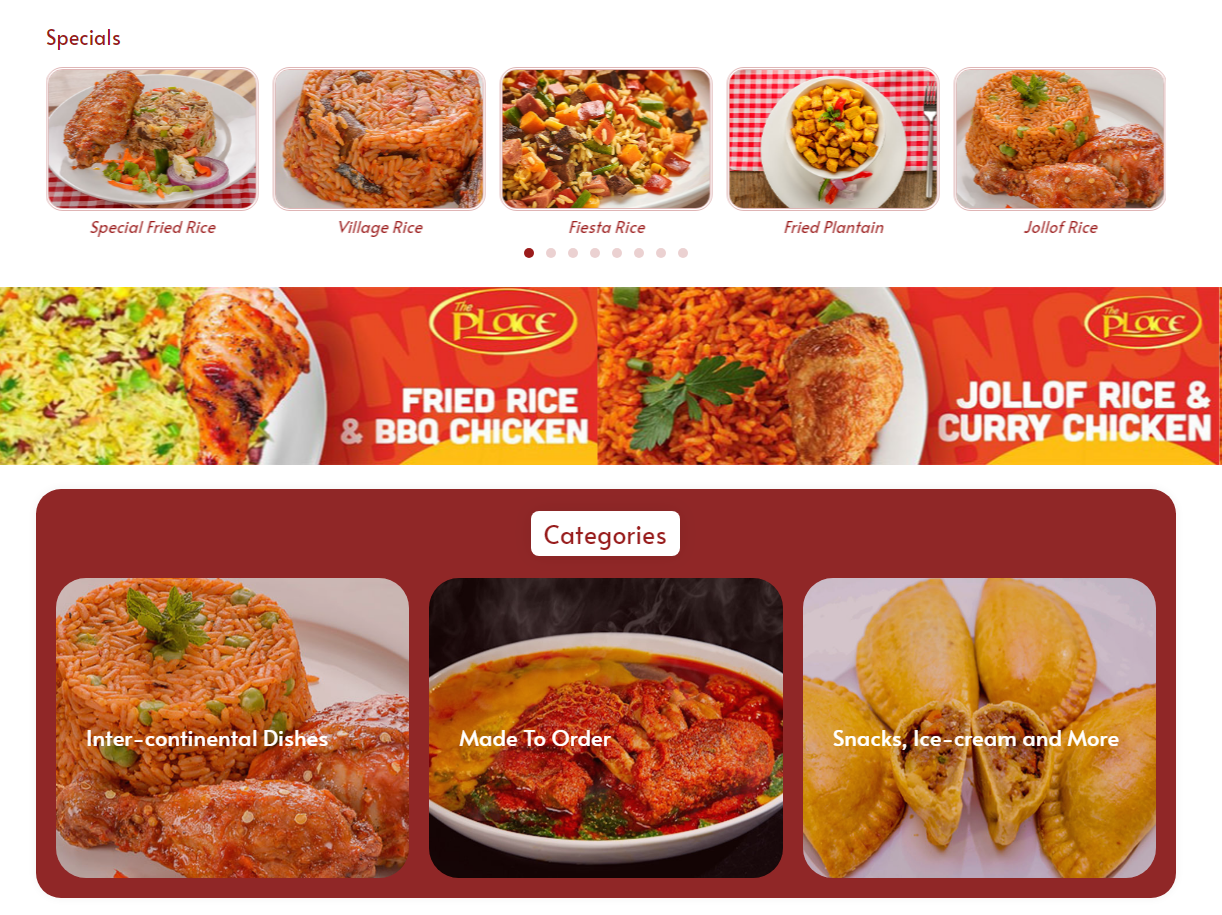 Specials
Special Fried Rice
Village Rice
Fiesta Rice
Fried Plantain
Jollof Rice
The
PLACE
FRIED RICE
& BBQ CHICKEN
The
PLACE
JOLLOF RICE &
CURRY CHICKEN
Categories
Inter-continental Dishes
Made To Order
Snacks, Ice-cream and More